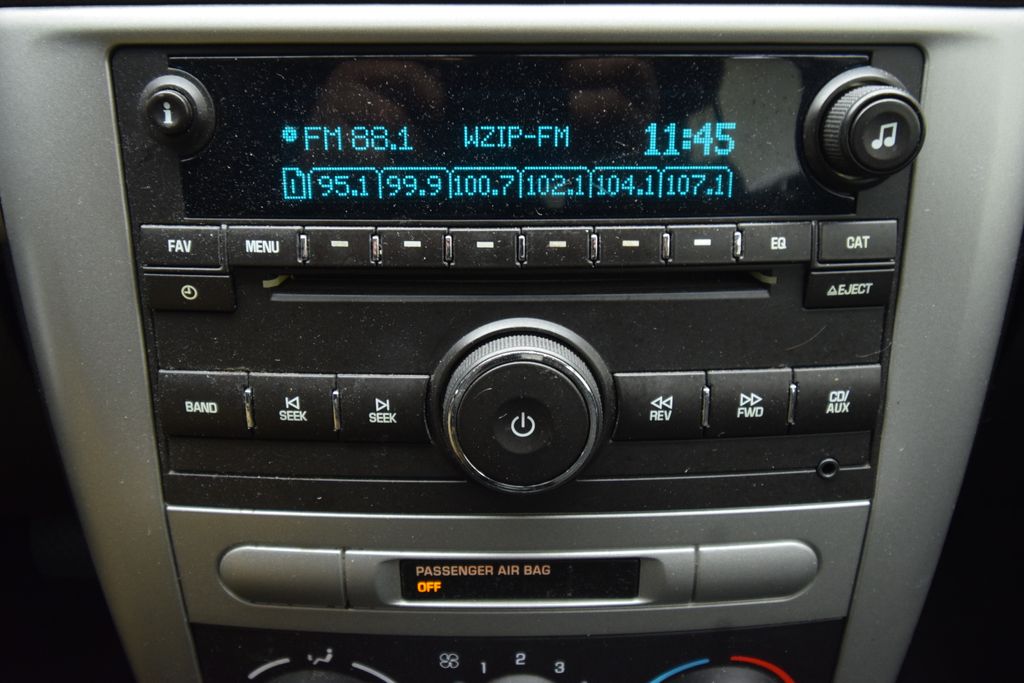 i
FM 88.1 WZIP-FM 11:45
1 95.1 99.9 100.7 102.1 104.1 107.1
FAV MENU EQ CAT
EJECT
BAND SEEK SEEK REV FWD CD/
AUX
PASSENGER AIR BAG
OFF
1 2 3